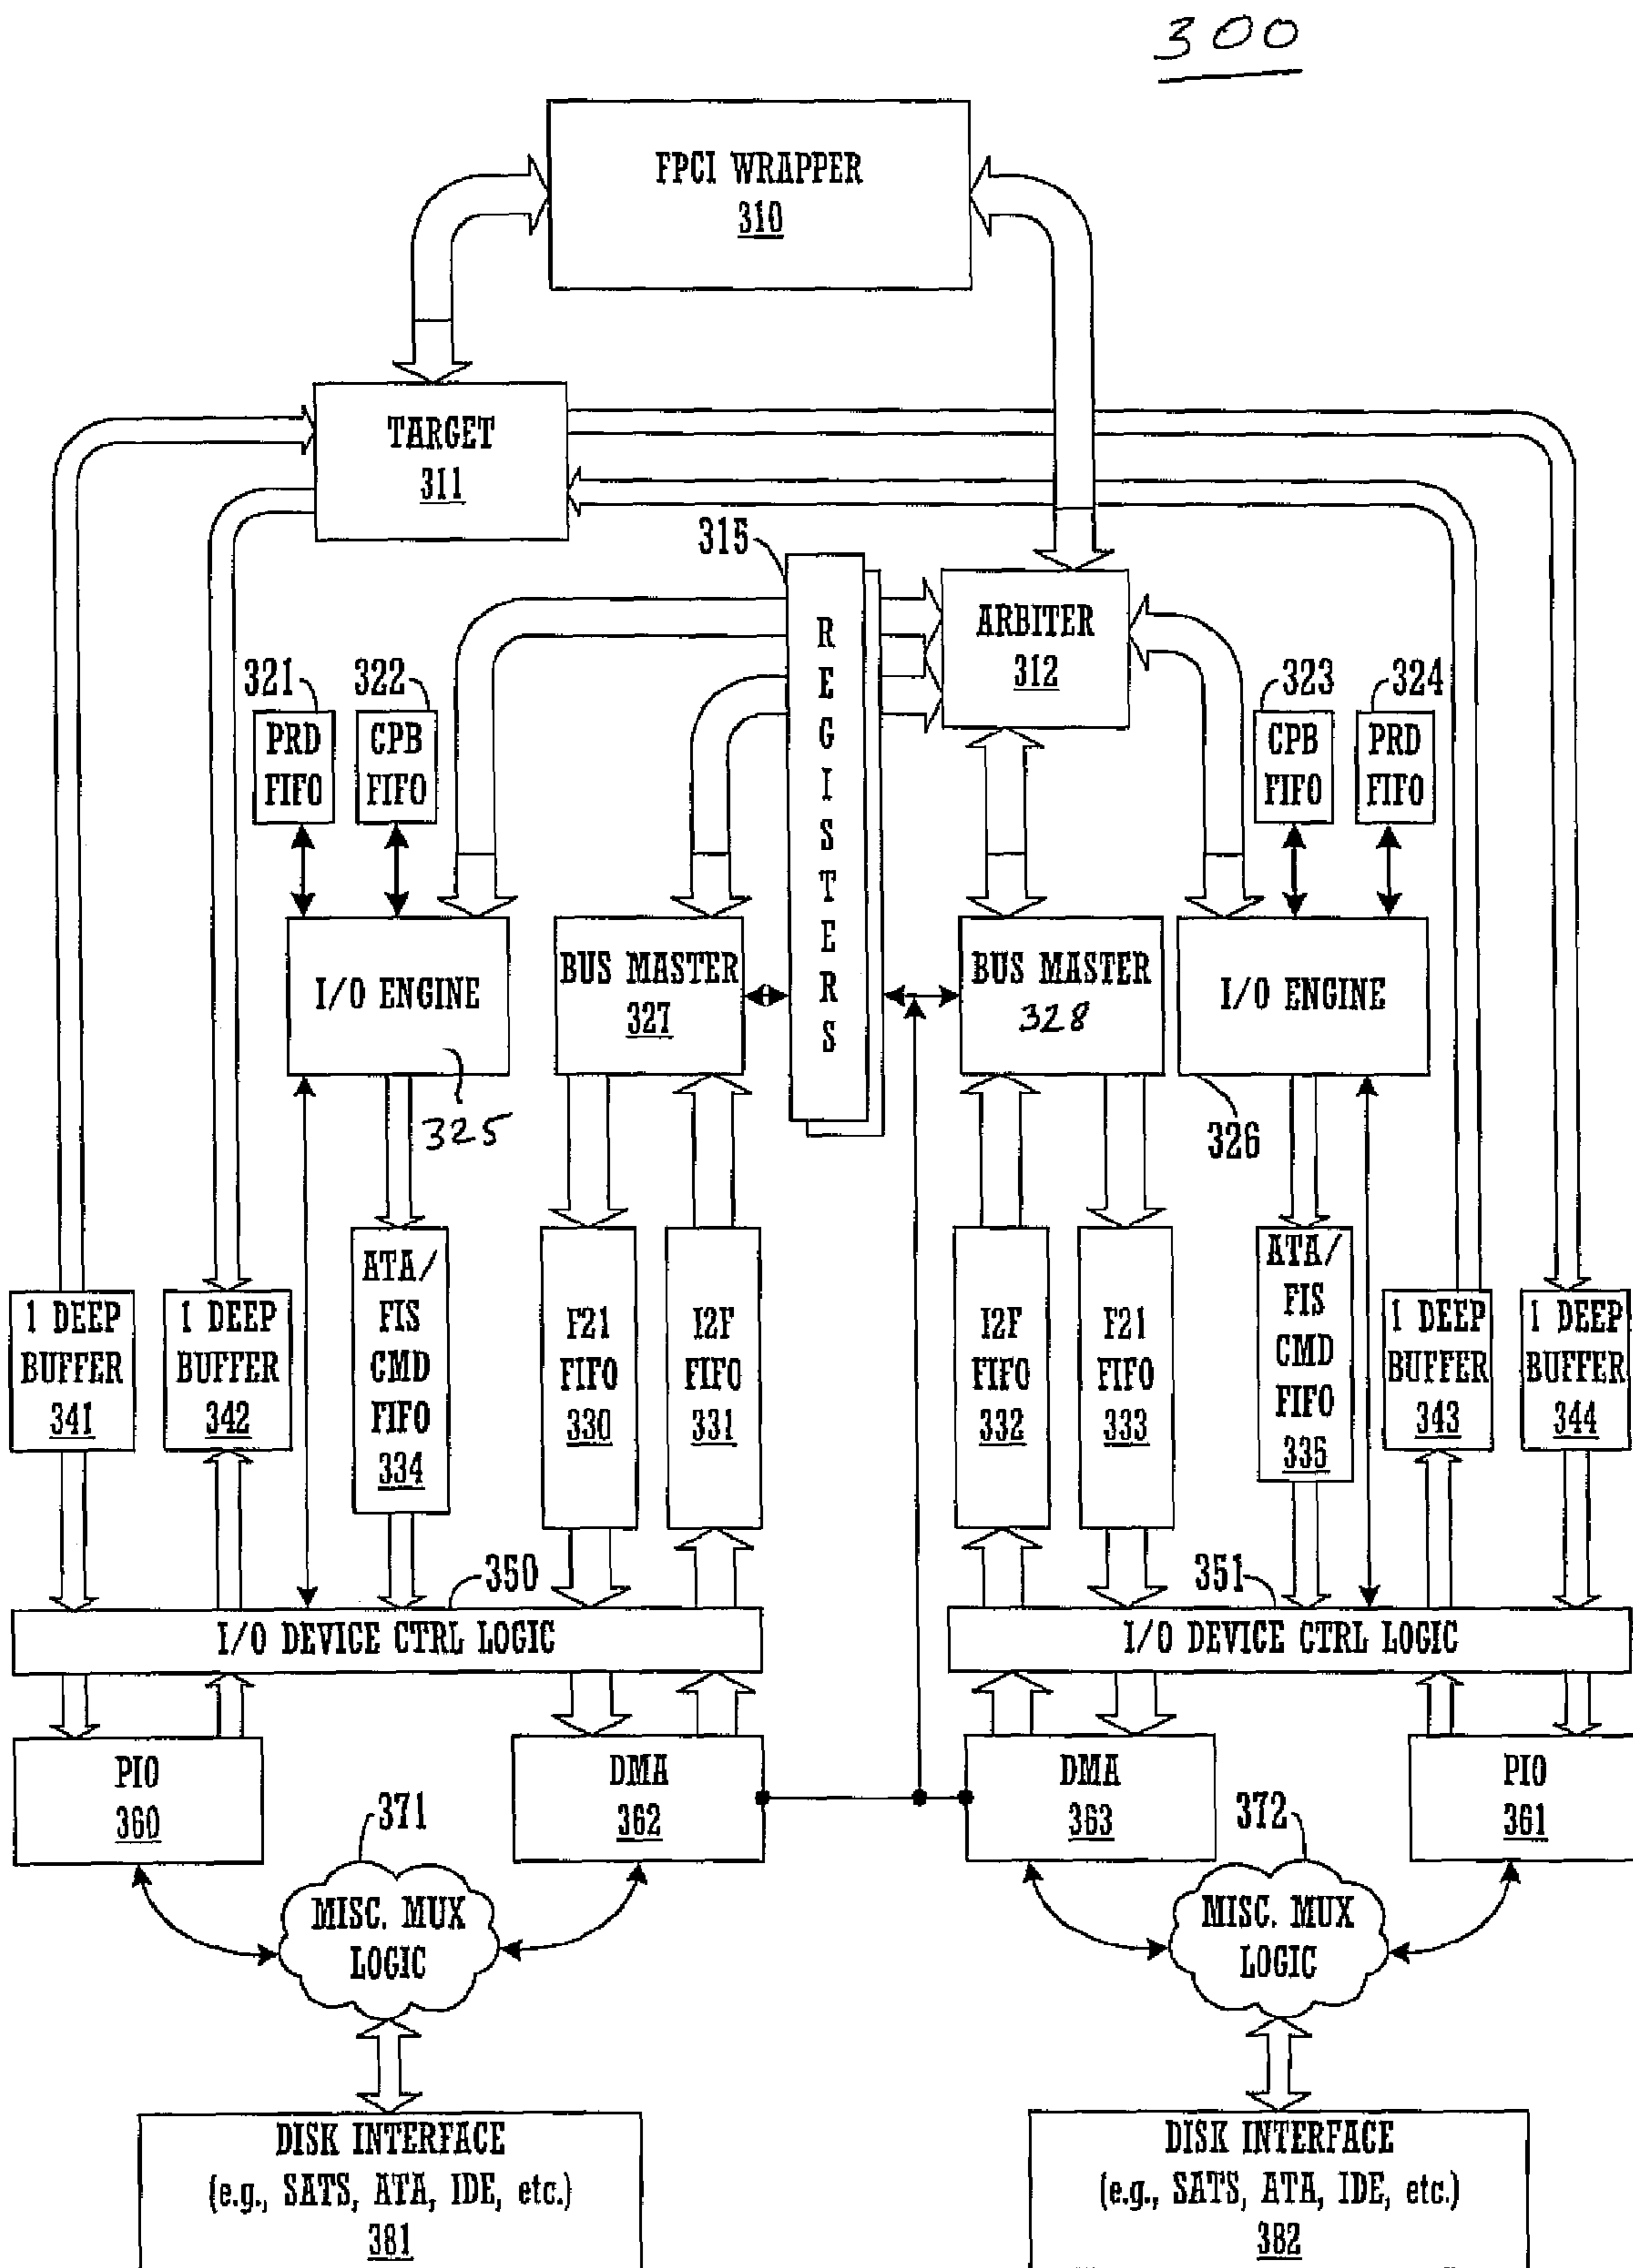 300
FPCI WRAPPER
310
TARGET
311
315
REGISTERS
ARBITER
312
321
322
323
324
PRD
FIFO
CPB
FIFO
CPB
FIFO
PRD
FIFO
I/O ENGINE
325
BUS MASTER
327
BUS MASTER
328
I/O ENGINE
326
1 DEEP
BUFFER
341
1 DEEP
BUFFER
342
ATA/
FIS
CMD
FIFO
334
F21
FIFO
330
I2F
FIFO
331
I2F
FIFO
332
F21
FIFO
333
ATA/
FIS
CMD
FIFO
335
1 DEEP
BUFFER
343
1 DEEP
BUFFER
344
350
I/O DEVICE CTRL LOGIC
351
I/O DEVICE CTRL LOGIC
PIO
360
DMA
362
DMA
363
PIO
361
371
MISC. MUX
LOGIC
372
MISC. MUX
LOGIC
DISK INTERFACE
(e.g., SATS, ATA, IDE, etc.)
381
DISK INTERFACE
(e.g., SATS, ATA, IDE, etc.)
382